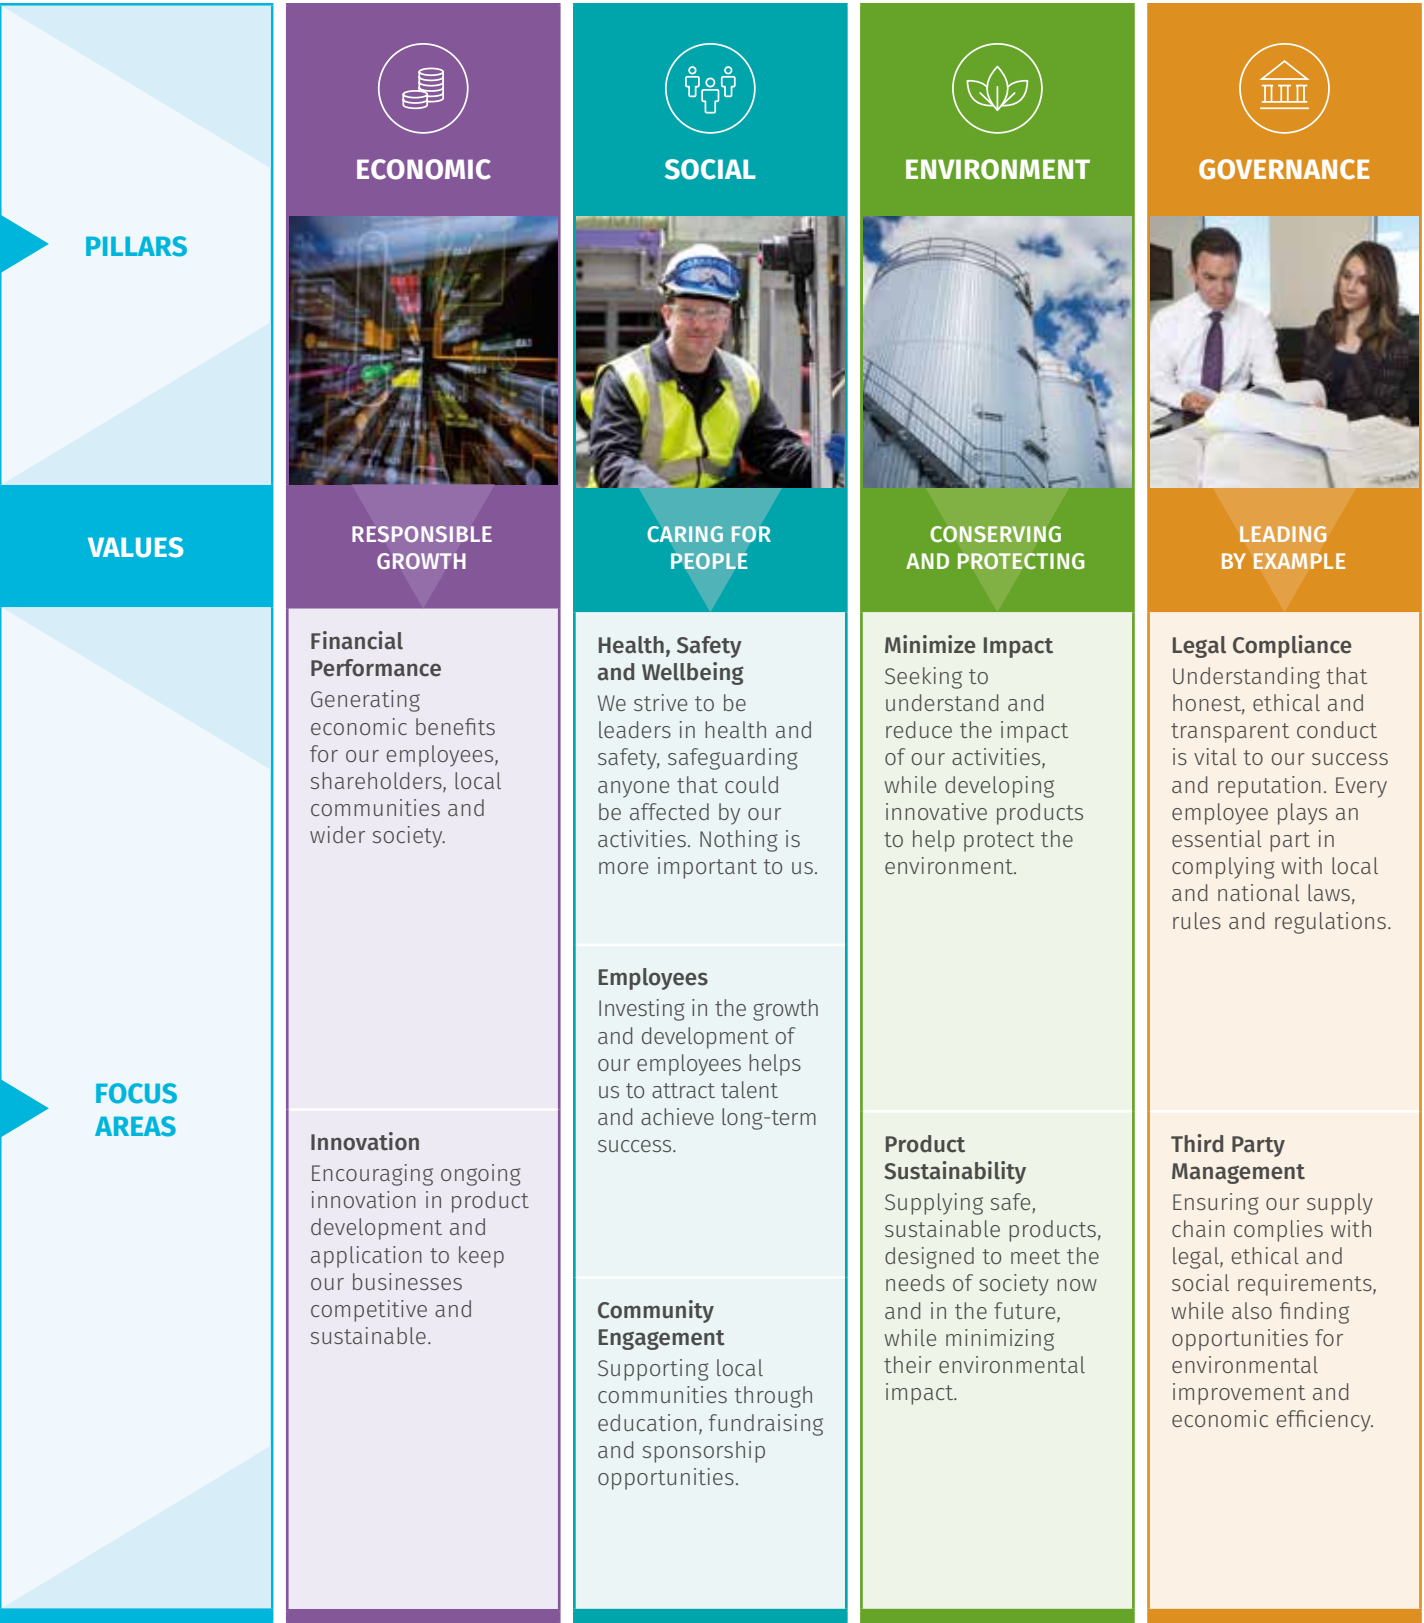 PILLARS
VALUES
FOCUS
AREAS
ECONOMIC
RESPONSIBLE
GROWTH
Financial
Performance
Generating
economic benefits
for our employees,
shareholders, local
communities and
wider society.
Innovation
Encouraging ongoing
innovation in product
development and
application to keep
our businesses
competitive and
sustainable.
SOCIAL
CARING FOR
PEOPLE
Health, Safety
and Wellbeing
We strive to be
leaders in health and
safety, safeguarding
anyone that could
be affected by our
activities. Nothing is
more important to us.
Employees
Investing in the growth
and development of
our employees helps
us to attract talent
and achieve long-term
success.
Community
Engagement
Supporting local
communities through
education, fundraising
and sponsorship
opportunities.
ENVIRONMENT
CONSERVING
AND PROTECTING
Minimize Impact
Seeking to
understand and
reduce the impact
of our activities,
while developing
innovative products
to help protect the
environment.
Product
Sustainability
Supplying safe,
sustainable products,
designed to meet the
needs of society now
and in the future,
while minimizing
their environmental
impact.
GOVERNANCE
LEADING
BY EXAMPLE
Legal Compliance
Understanding that
honest, ethical and
transparent conduct
is vital to our success
and reputation. Every
employee plays an
essential part in
complying with local
and national laws,
rules and regulations.
Third Party
Management
Ensuring our supply
chain complies with
legal, ethical and
social requirements,
while also finding
opportunities for
environmental
improvement and
economic efficiency.